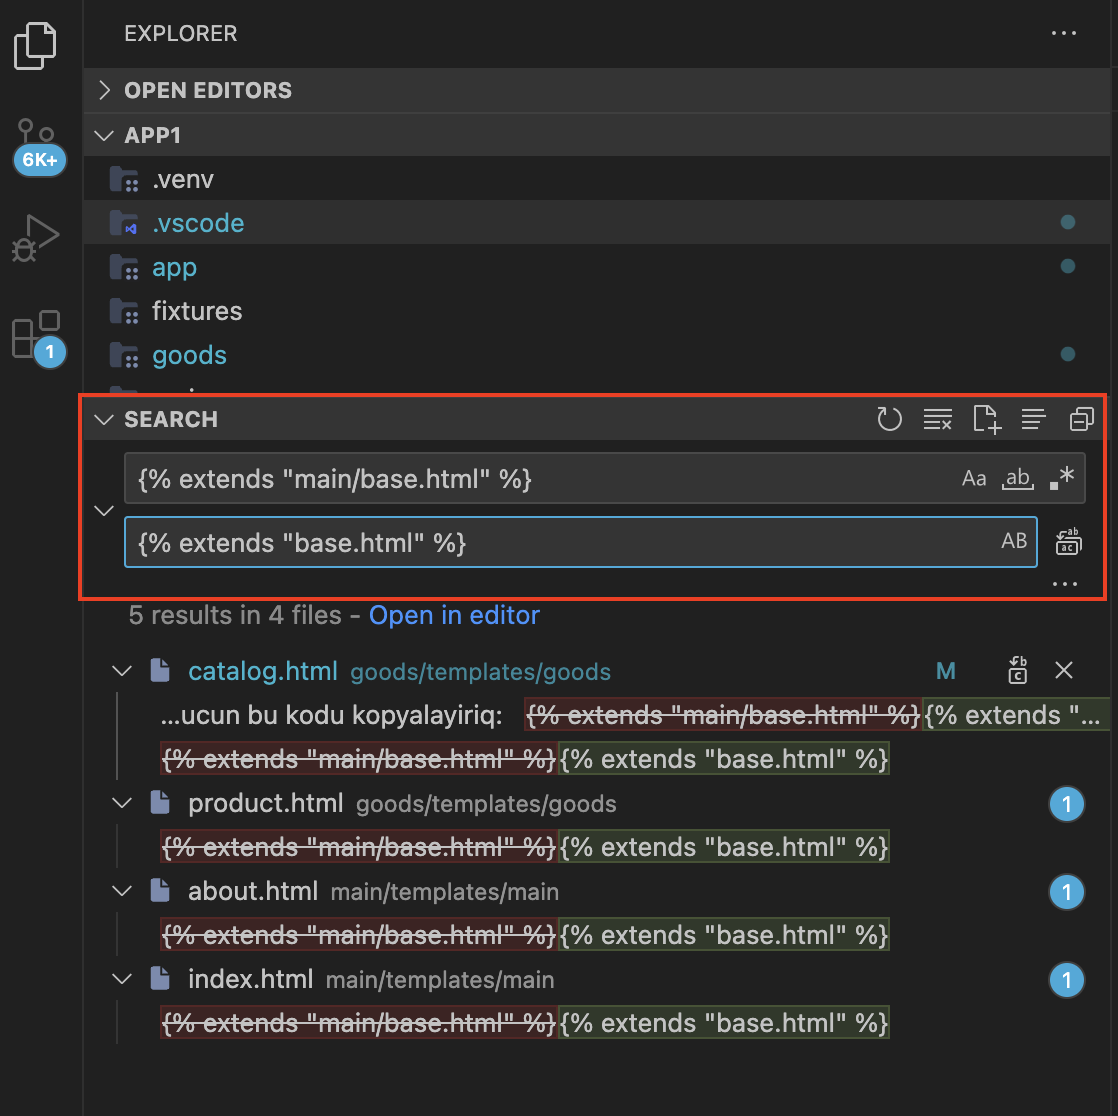 EXPLORER
OPEN EDITORS
APP1
6K+
.venv
.vscode
app
fixtures
1
goods
SEARCH
{% extends "main/base.html" %} Aa ab .*
{% extends "base.html" %} AB
5 results in 4 files - Open in editor
catalog.html goods/templates/goods M
...ucun bu kodu kopyalayiriq: {% extends "main/base.html" %}{% extends "...
{% extends "main/base.html" %}{% extends "base.html" %}
product.html goods/templates/goods 1
{% extends "main/base.html" %}{% extends "base.html" %}
about.html main/templates/main 1
{% extends "main/base.html" %}{% extends "base.html" %}
index.html main/templates/main 1
{% extends "main/base.html" %}{% extends "base.html" %}